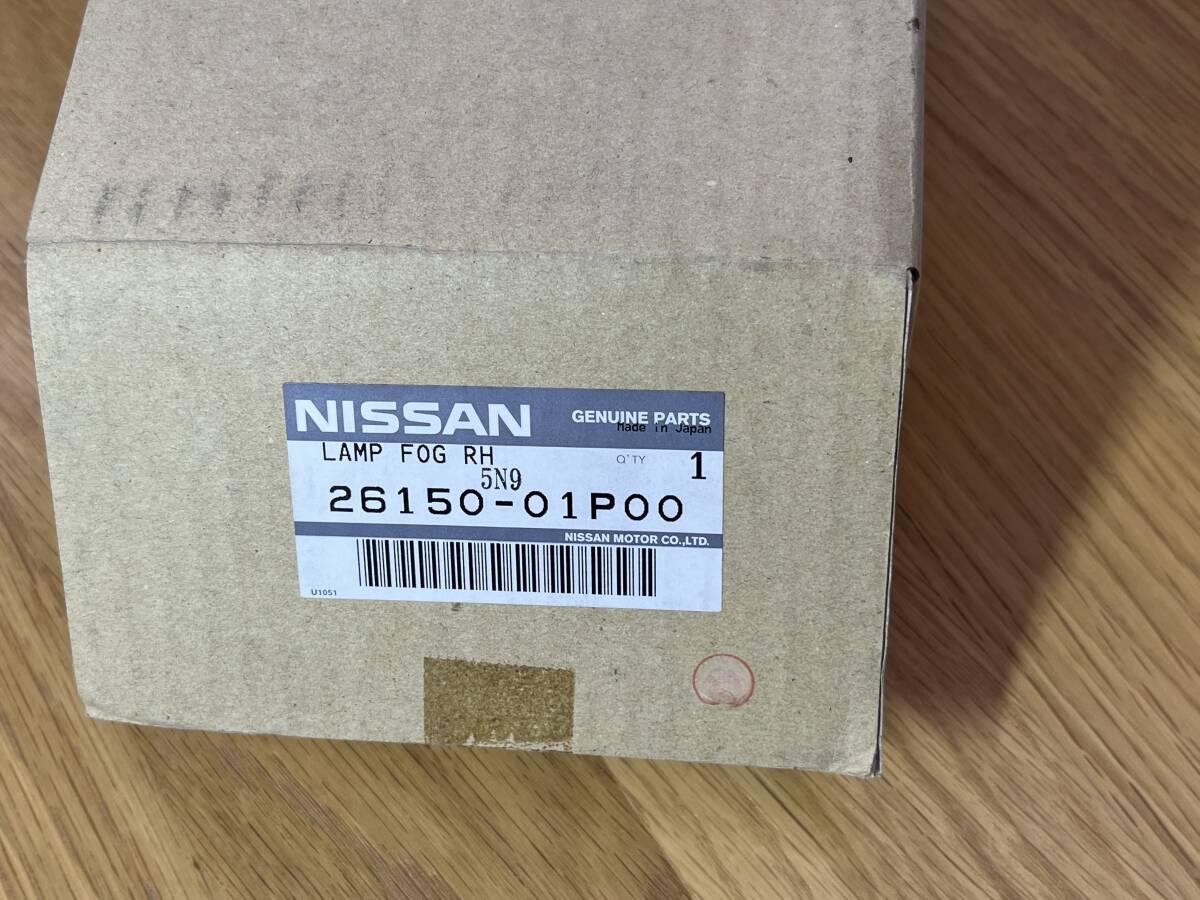 NISSAN GENUINE PARTS
Made in Japan
LAMP FOG RH Q'TY 1
5N9
26150-01P00
NISSAN MOTOR CO.,LTD.
U1051